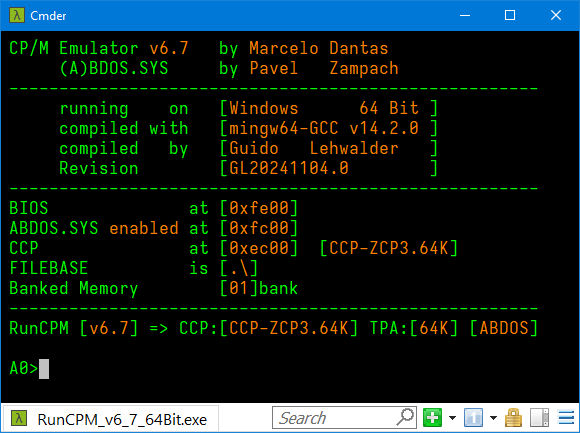 λ Cmder
CP/M Emulator v6.7 by Marcelo Dantas
(A)BDOS.SYS by Pavel Zampach
--------------------------------------------------
running on [Windows 64 Bit ]
compiled with [mingw64-GCC v14.2.0 ]
compiled by [Guido Lehwalder ]
Revision [GL20241104.0 ]
--------------------------------------------------
BIOS at [0xfe00]
ABDOS.SYS enabled at [0xfc00]
CCP at [0xec00] [CCP-ZCP3.64K]
FILEBASE is [.\]
Banked Memory [01]bank
--------------------------------------------------
RunCPM [v6.7] => CCP:[CCP-ZCP3.64K] TPA:[64K] [ABDOS]
A0>
λ RunCPM_v6_7_64Bit.exe Search 1